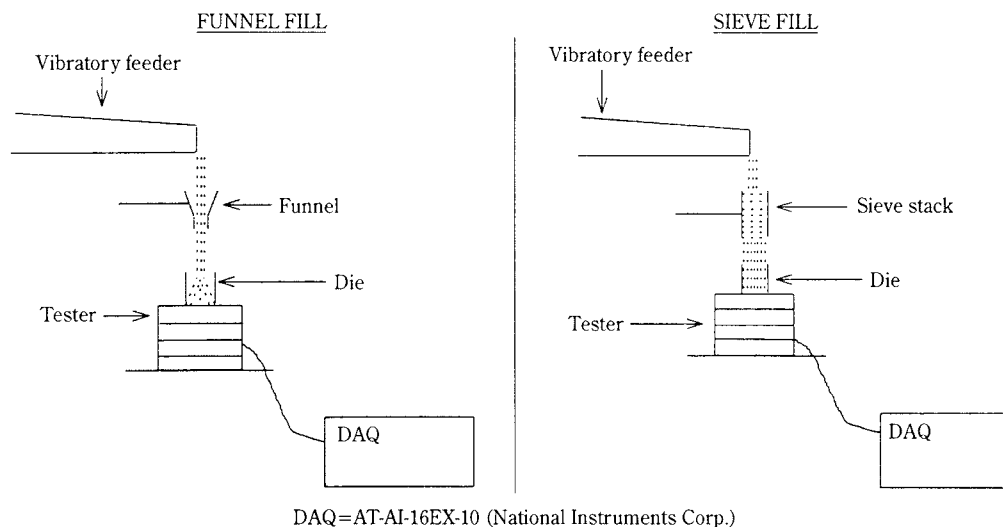 FUNNEL FILL
Vibratory feeder
Funnel
Die
Tester
DAQ
SIEVE FILL
Vibratory feeder
Sieve stack
Die
Tester
DAQ
DAQ=AT-AI-16EX-10 (National Instruments Corp.)